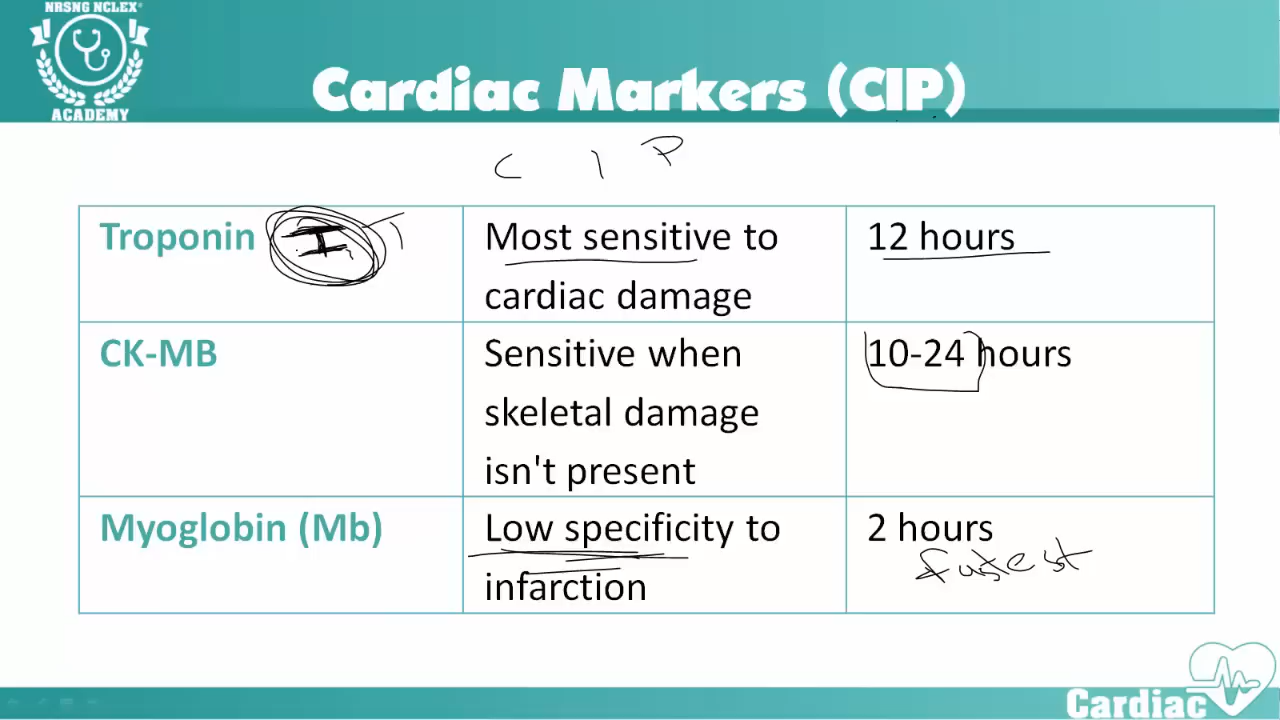 NRSNG NCLEX®
ACADEMY
Cardiac Markers (CIP)
C I P
Troponin I
Most sensitive to
cardiac damage
12 hours
CK-MB
Sensitive when
skeletal damage
isn't present
10-24 hours
Myoglobin (Mb)
Low specificity to
infarction
2 hours
fastest
Cardiac